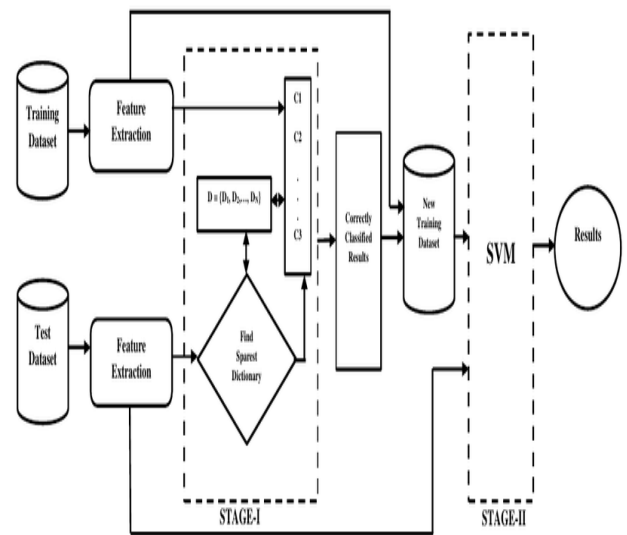 Training
Dataset
Feature
Extraction
C1
C2
.
.
.
C3
D = {D1, D2,..., DN}
Find
Sparest
Dictionary
Test
Dataset
Feature
Extraction
STAGE-I
Correctly
Classified
Results
New
Training
Dataset
SVM
STAGE-II
Results